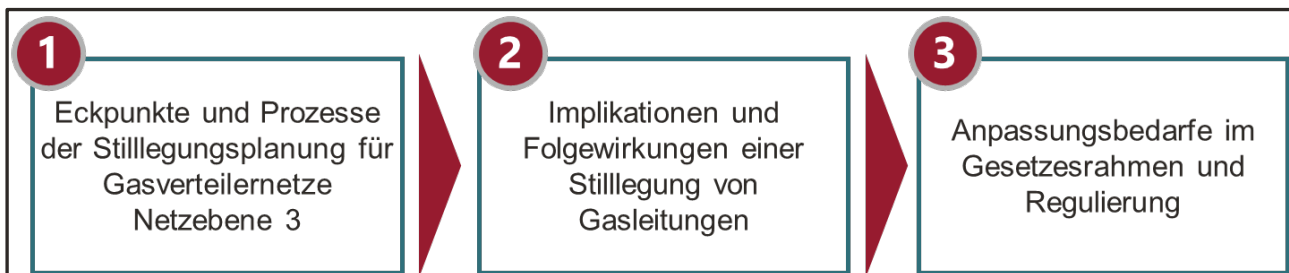 1
Eckpunkte und Prozesse
der Stilllegungsplanung für
Gasverteilernetze
Netzebene 3
2
Implikationen und
Folgewirkungen einer
Stilllegung von
Gasleitungen
3
Anpassungsbedarfe im
Gesetzesrahmen und
Regulierung